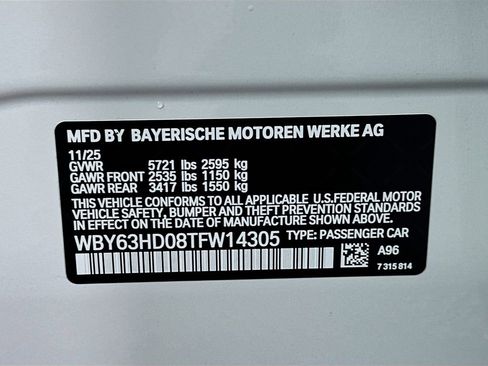 MFD BY BAYERISCHE MOTOREN WERKE AG
11/25
GVWR 5721 lbs 2595 kg
GAWR FRONT 2535 lbs 1150 kg
GAWR REAR 3417 lbs 1550 kg
THIS VEHICLE CONFORMS TO ALL APPLICABLE U.S.FEDERAL MOTOR
VEHICLE SAFETY, BUMPER, AND THEFT PREVENTION STANDARDS
IN EFFECT ON THE DATE OF MANUFACTURE SHOWN ABOVE.
WBY63HD08TFW14305 TYPE: PASSENGER CAR
A96
7 315 814